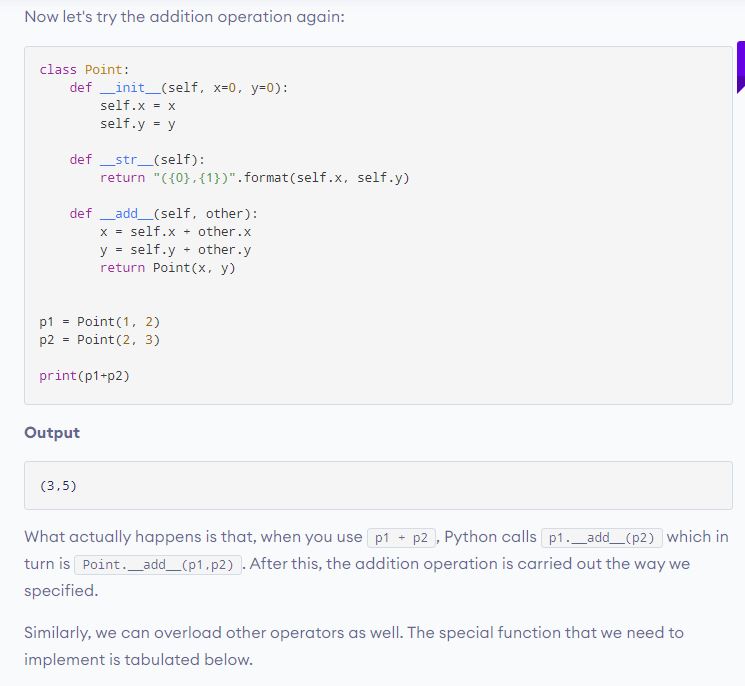 Now let's try the addition operation again:
class Point:
    def __init__(self, x=0, y=0):
        self.x = x
        self.y = y
    def __str__(self):
        return "({0},{1})".format(self.x, self.y)
    def __add__(self, other):
        x = self.x + other.x
        y = self.y + other.y
        return Point(x, y)
p1 = Point(1, 2)
p2 = Point(2, 3)
print(p1+p2)
Output
(3,5)
What actually happens is that, when you use p1 + p2 , Python calls p1.__add__(p2) which in
turn is Point.__add__(p1,p2) . After this, the addition operation is carried out the way we
specified.
Similarly, we can overload other operators as well. The special function that we need to
implement is tabulated below.